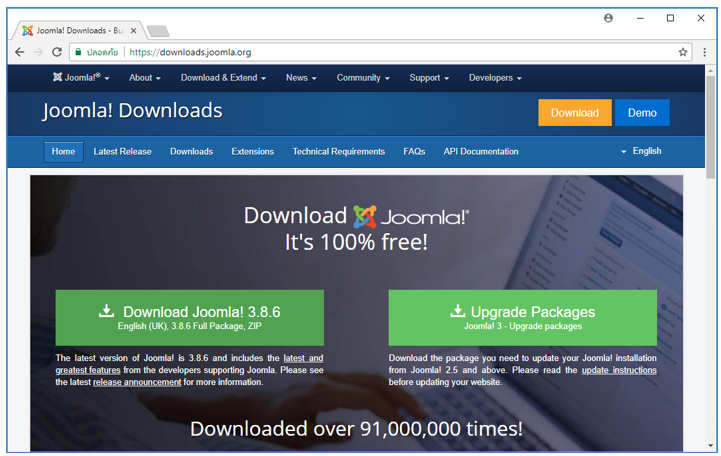 Joomla! Downloads - Bu
ปลอดภัย | https://downloads.joomla.org
Joomla!® About Download & Extend News Community Support Developers
Joomla! Downloads
Download Demo
Home Latest Release Downloads Extensions Technical Requirements FAQs API Documentation English
Download Joomla!®
It's 100% free!
Download Joomla! 3.8.6
English (UK), 3.8.6 Full Package, ZIP
The latest version of Joomla! is 3.8.6 and includes the latest and
greatest features from the developers supporting Joomla. Please see
the latest release announcement for more information.
Upgrade Packages
Joomla! 3 - Upgrade packages
Download the package you need to update your Joomla! installation
from Joomla! 2.5 and above. Please read the update instructions
before updating your website.
Downloaded over 91,000,000 times!